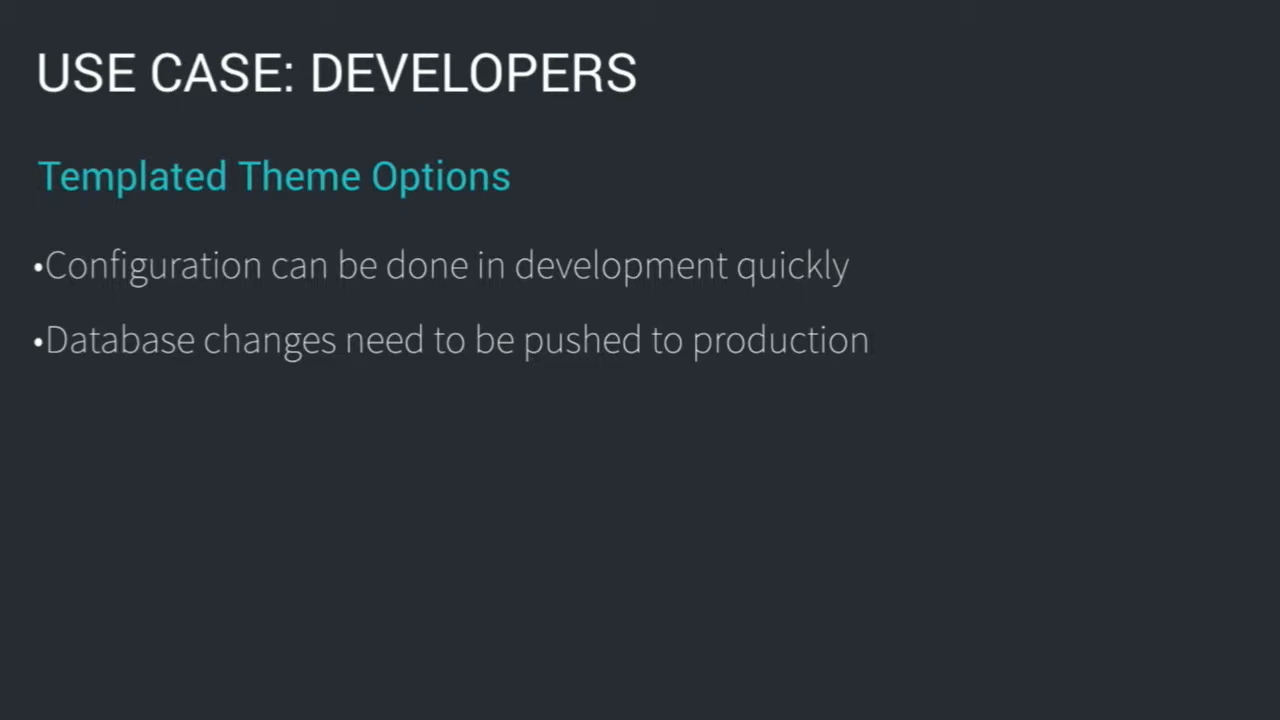 USE CASE: DEVELOPERS
Templated Theme Options
•Configuration can be done in development quickly
•Database changes need to be pushed to production